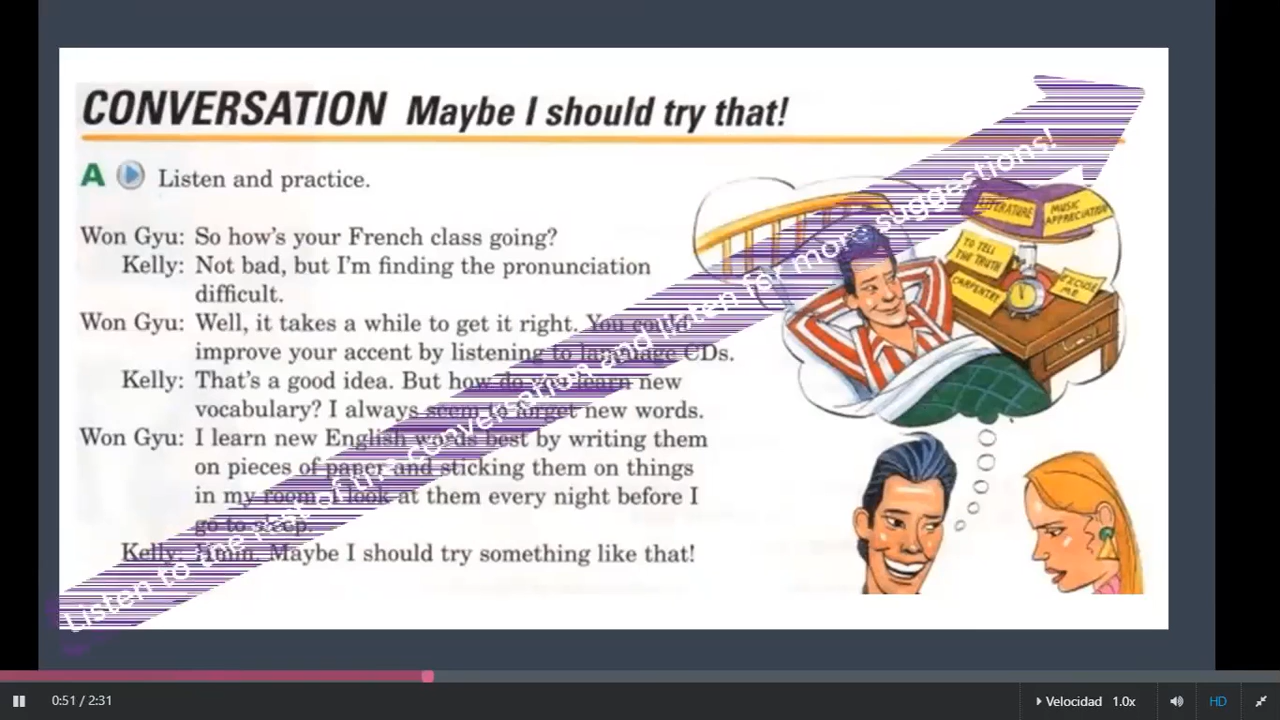 CONVERSATION Maybe I should try that!
A Listen and practice.
Won Gyu: So how's your French class going?
Kelly: Not bad, but I'm finding the pronunciation
difficult.
Won Gyu: Well, it takes a while to get it right. You could
improve your accent by listening to language CDs.
Kelly: That's a good idea. But how do you learn new
vocabulary? I always seem to forget new words.
Won Gyu: I learn new English words best by writing them
on pieces of paper and sticking them on things
in my room. I look at them every night before I
go to sleep.
Kelly: Hmm. Maybe I should try something like that!
Listen to the rest of the conversation and listen for more suggestions!
LITERATURE
MUSIC
APPRECIATION
TO TELL
THE TRUTH
CARPENTRY
EXCUSE
ME
0:51 / 2:31
Velocidad 1.0x
HD